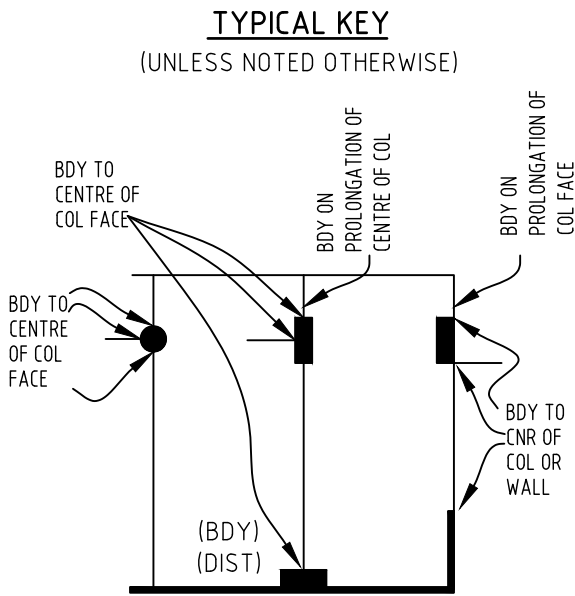 TYPICAL KEY
(UNLESS NOTED OTHERWISE)
BDY TO
CENTRE OF
COL FACE
BDY ON
PROLONGATION OF
CENTRE OF COL
BDY ON
PROLONGATION OF
COL FACE
BDY TO
CENTRE
OF COL
FACE
BDY TO
CNR OF
COL OR
WALL
(BDY)
(DIST)